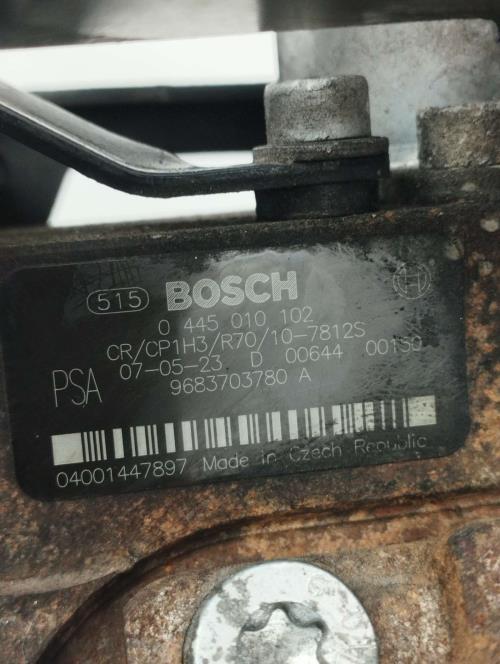 515 BOSCH
0 445 010 102
CR/CP1H3/R70/10-7812S
07-05-23 D 00644 00130
PSA 9683703780 A
04001447897 Made in Czech Republic